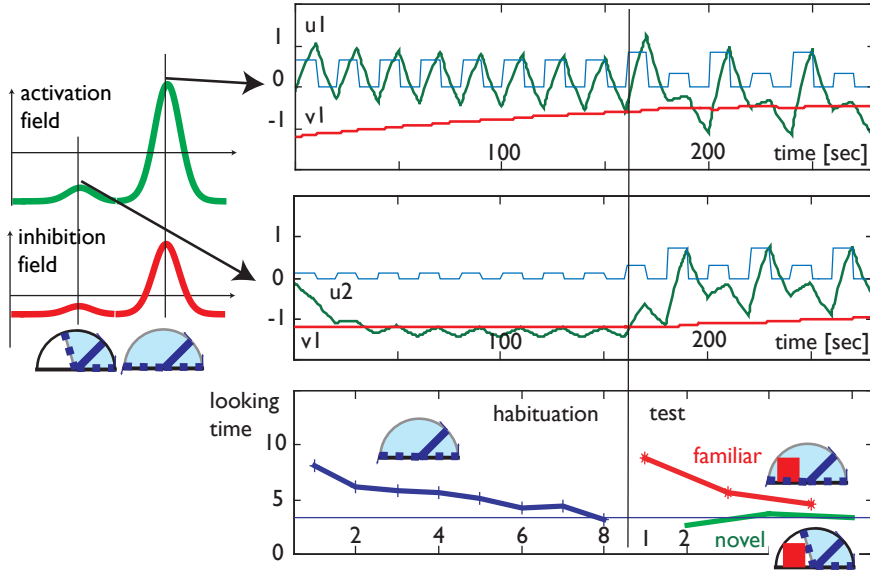 activation
field
inhibition
field
u1
1
0
-1
v1
100
200
time [sec]
1
0
-1
u2
v1
100
200
time [sec]
looking
time
10
5
0
habituation
test
familiar
novel
2
4
6
8
1
2